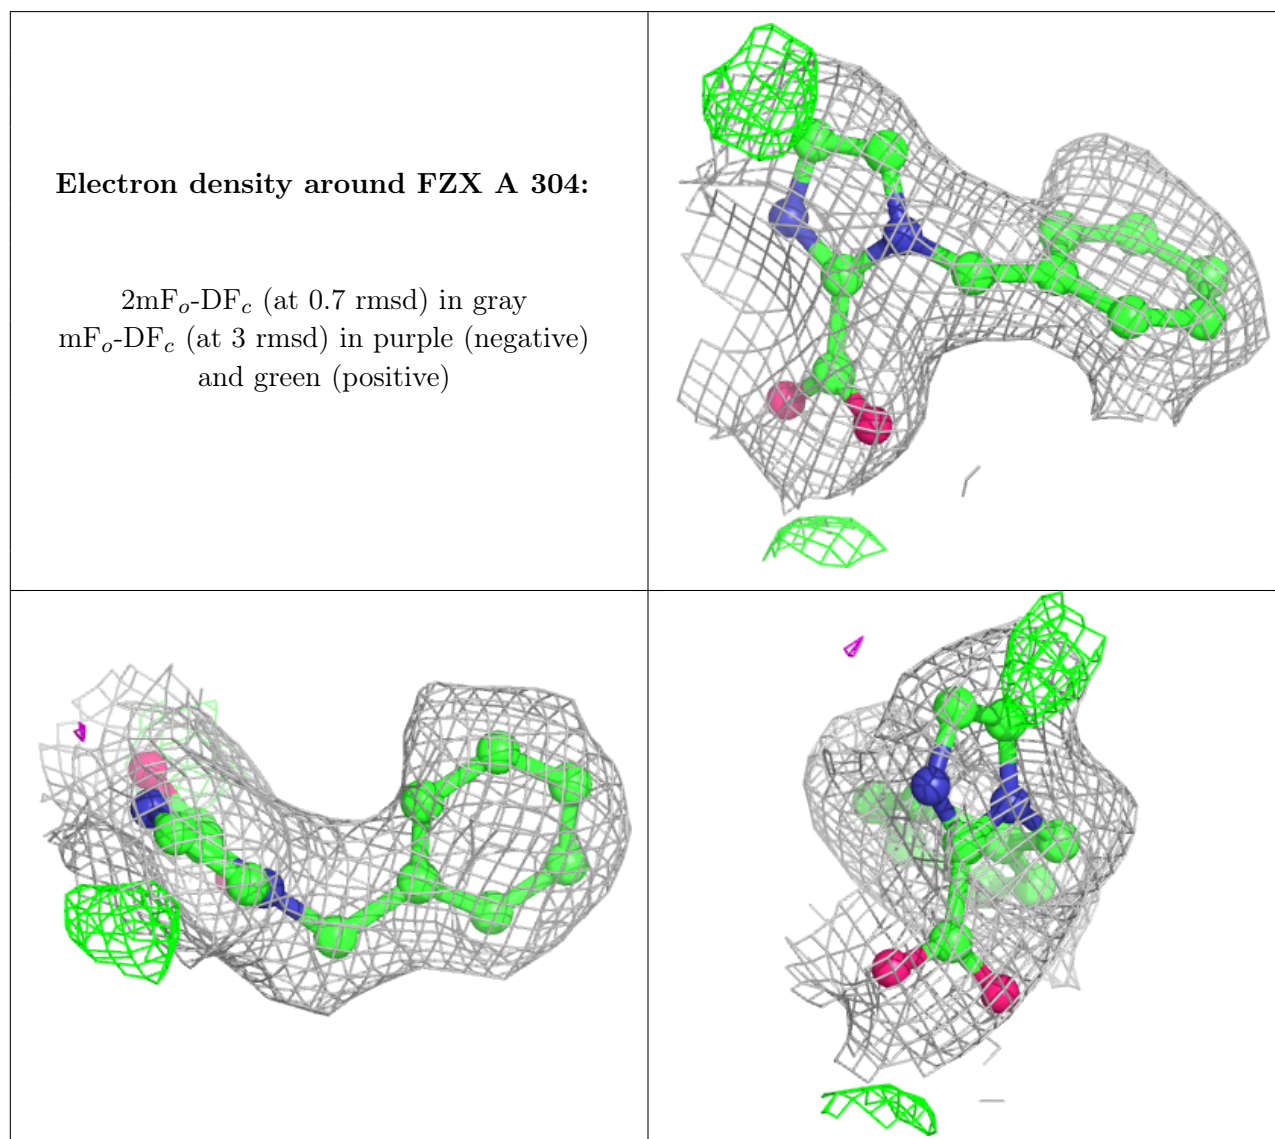 Electron density around FZX A 304:
2mFo-DFc (at 0.7 rmsd) in gray
mFo-DFc (at 3 rmsd) in purple (negative)
and green (positive)